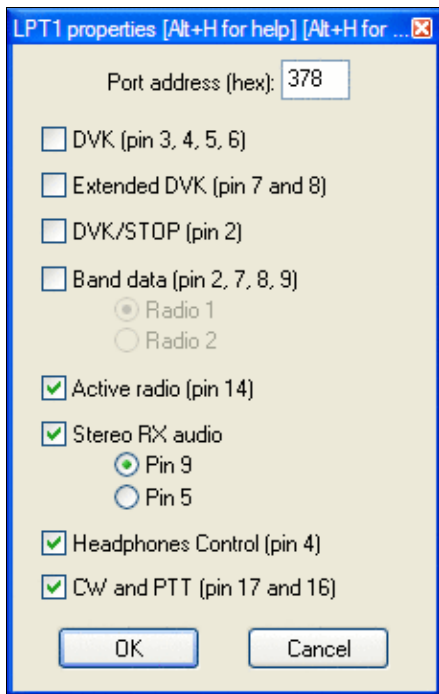 LPT1 properties [Alt+H for help] [Alt+H for ...
Port address (hex): 378
DVK (pin 3, 4, 5, 6)
Extended DVK (pin 7 and 8)
DVK/STOP (pin 2)
Band data (pin 2, 7, 8, 9)
Radio 1
Radio 2
Active radio (pin 14)
Stereo RX audio
Pin 9
Pin 5
Headphones Control (pin 4)
CW and PTT (pin 17 and 16)
OK Cancel